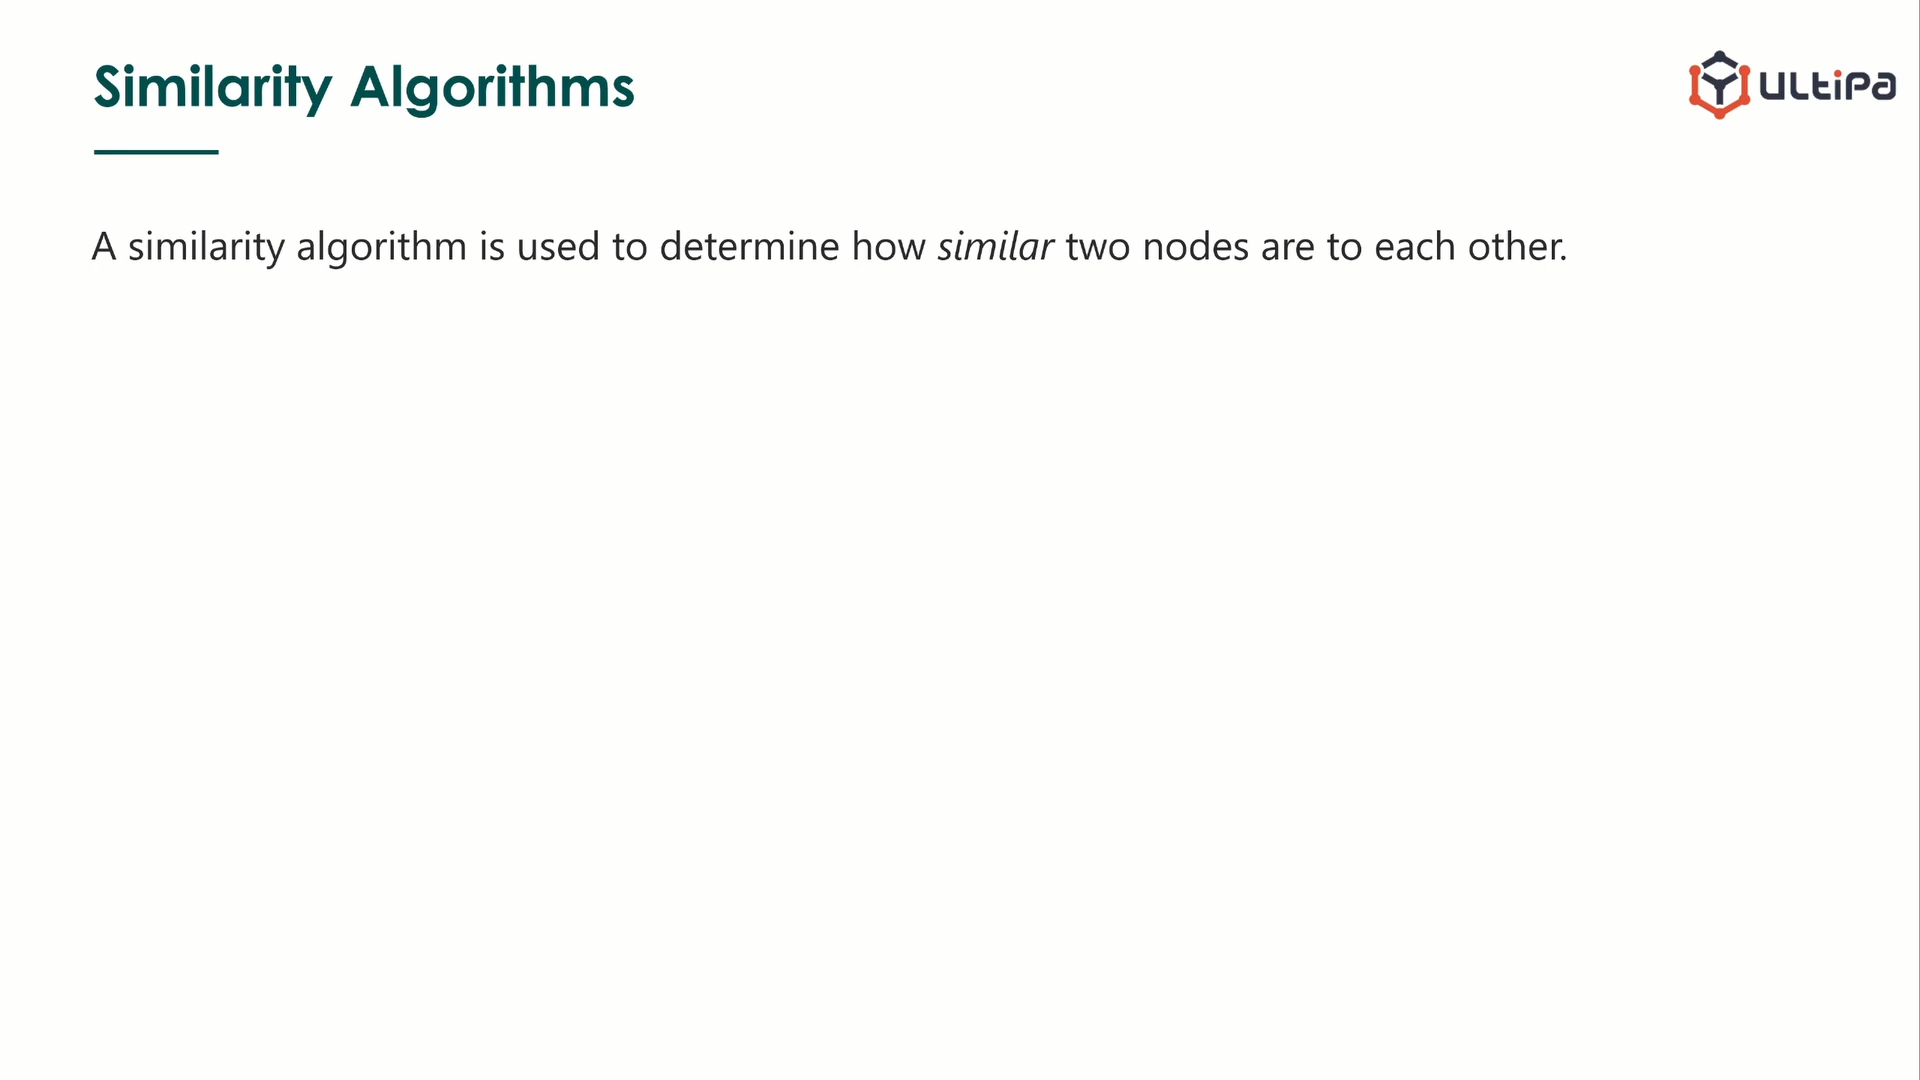 Similarity Algorithms
ULTIPA
A similarity algorithm is used to determine how similar two nodes are to each other.